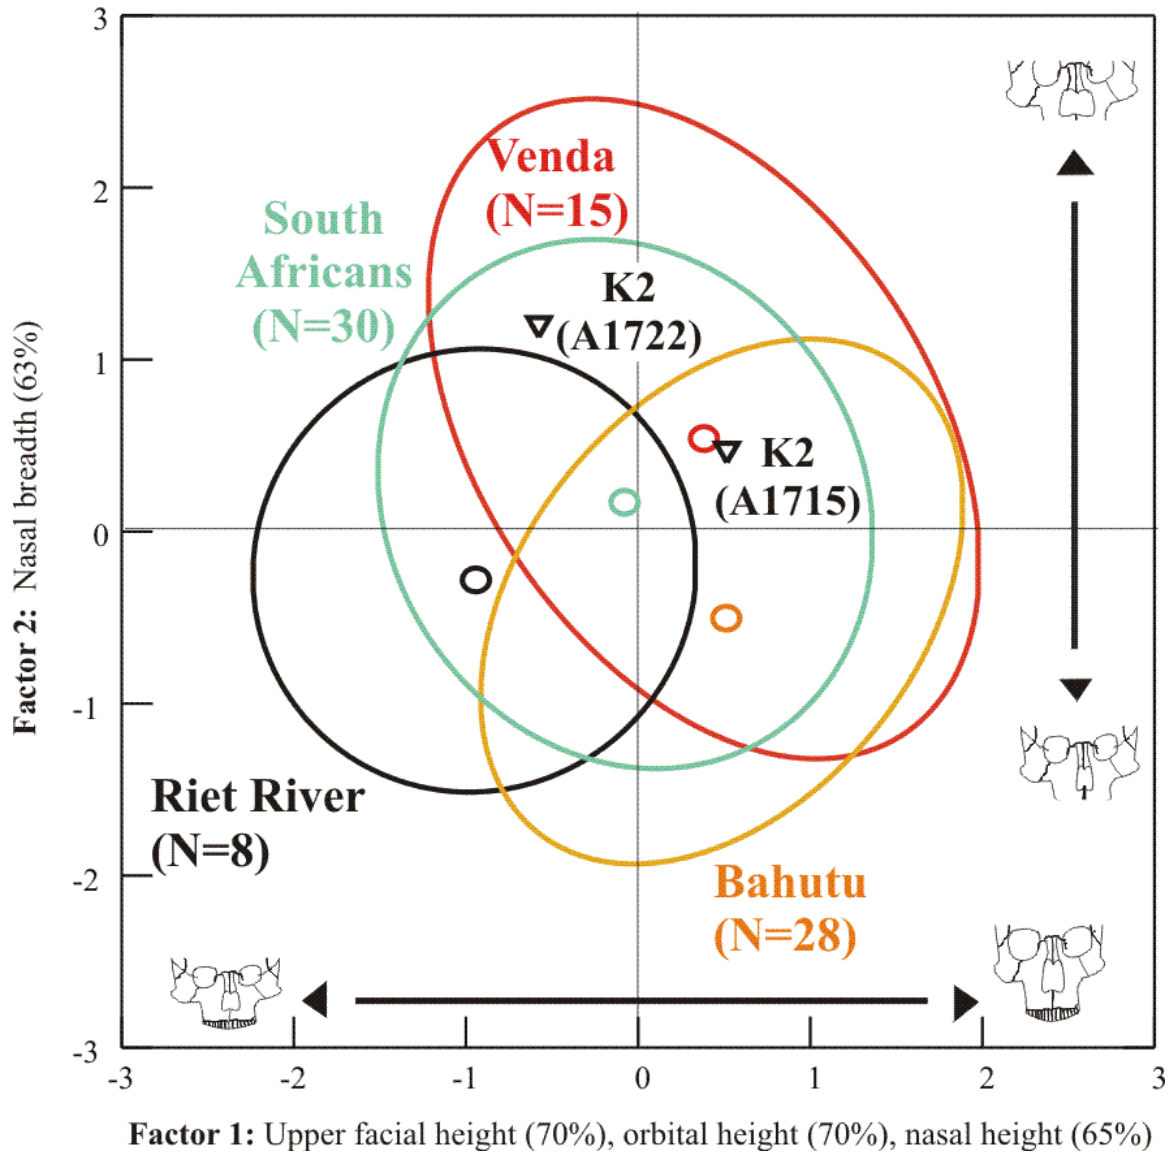 3
2
1
0
-1
-2
-3
Factor 2: Nasal breadth (63%)
Venda
(N=15)
South
Africans
(N=30)
K2
(A1722)
K2
(A1715)
Riet River
(N=8)
Bahutu
(N=28)
-3
-2
-1
0
1
2
3
Factor 1: Upper facial height (70%), orbital height (70%), nasal height (65%)